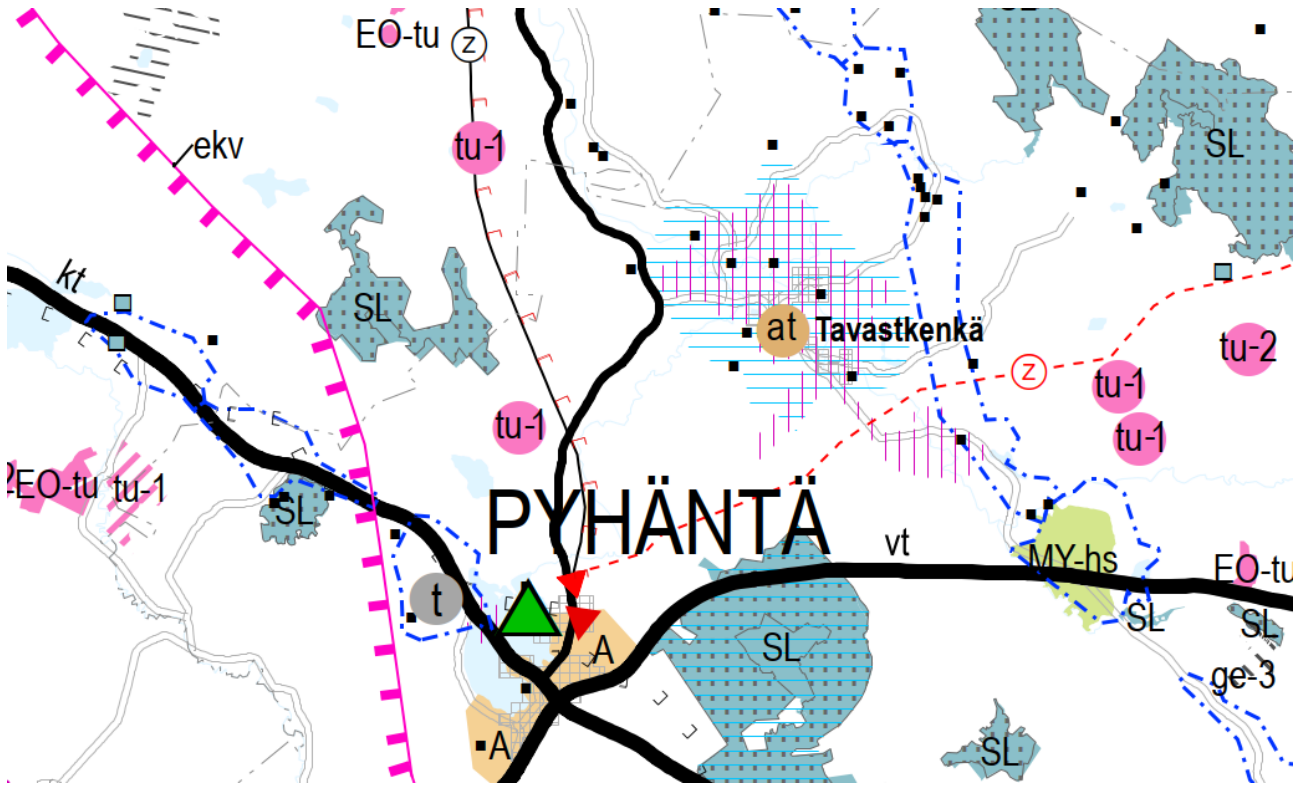 EO-tu
z
ekv
tu-1
SL
kt
SL
at
Tavastkenkä
tu-2
z
tu-1
tu-1
tu-1
EO-tu
tu-1
SL
PYHÄNTÄ
vt
MY-hs
EO-tu
t
A
SL
SL
SL
ge-3
A
SL